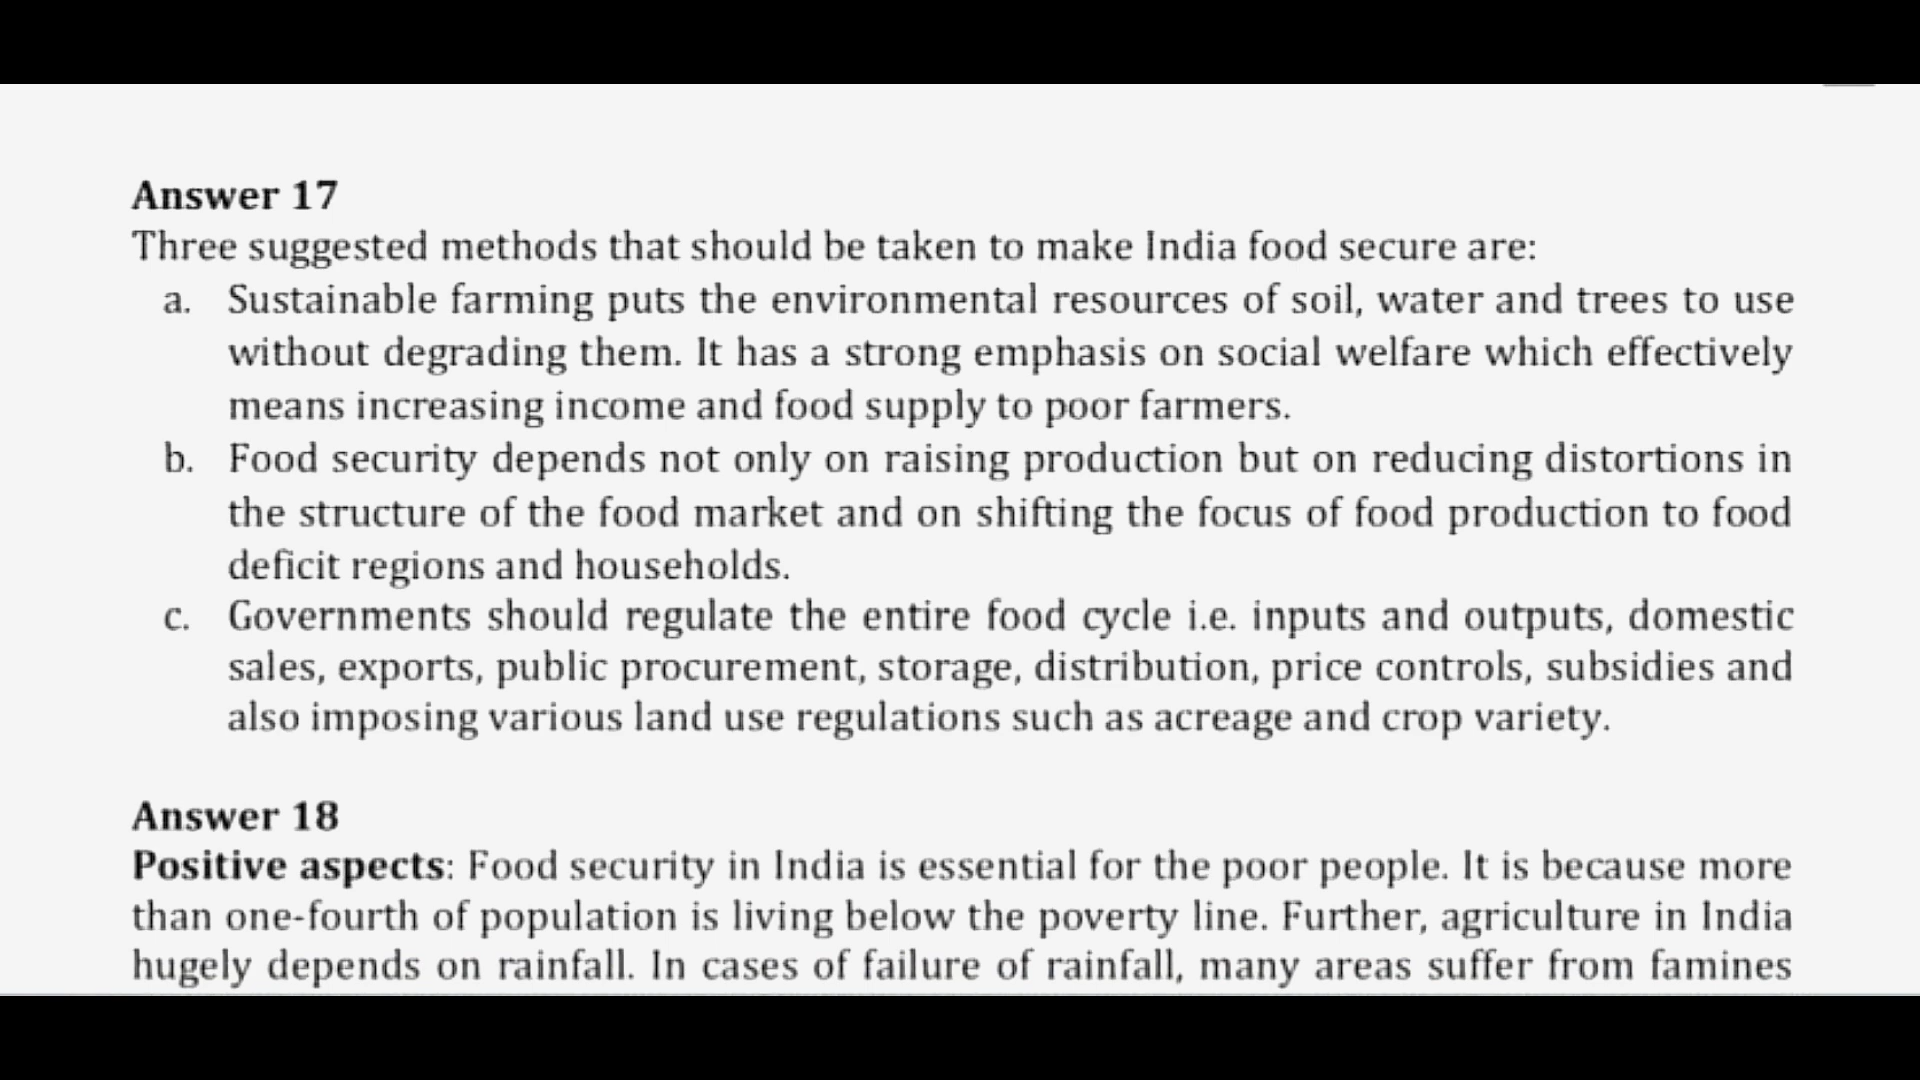 Answer 17
Three suggested methods that should be taken to make India food secure are:
a. Sustainable farming puts the environmental resources of soil, water and trees to use
without degrading them. It has a strong emphasis on social welfare which effectively
means increasing income and food supply to poor farmers.
b. Food security depends not only on raising production but on reducing distortions in
the structure of the food market and on shifting the focus of food production to food
deficit regions and households.
c. Governments should regulate the entire food cycle i.e. inputs and outputs, domestic
sales, exports, public procurement, storage, distribution, price controls, subsidies and
also imposing various land use regulations such as acreage and crop variety.
Answer 18
Positive aspects: Food security in India is essential for the poor people. It is because more
than one-fourth of population is living below the poverty line. Further, agriculture in India
hugely depends on rainfall. In cases of failure of rainfall, many areas suffer from famines